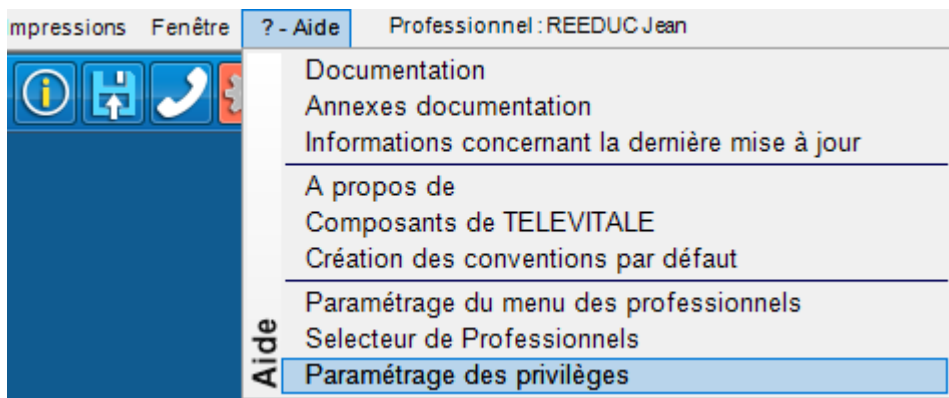 mpressions Fenêtre ? - Aide Professionnel : REEDUC Jean
Documentation
Annexes documentation
Informations concernant la dernière mise à jour
A propos de
Composants de TELEVITALE
Création des conventions par défaut
Paramétrage du menu des professionnels
Selecteur de Professionnels
Paramétrage des privilèges
Aide